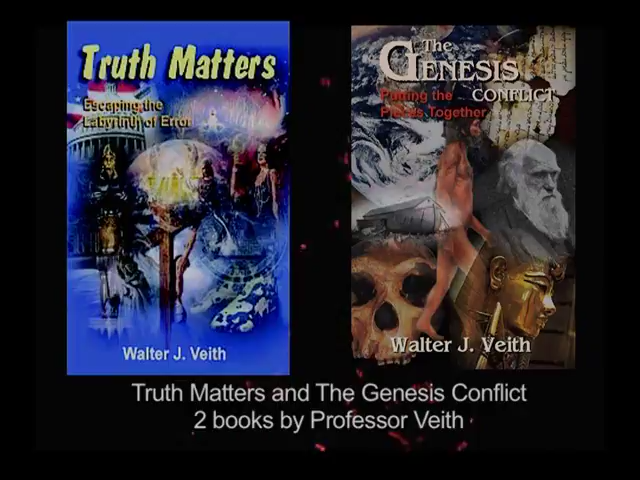 Truth Matters
Escaping the
Labyrinth of Error
Walter J. Veith
The
GENESIS
CONFLICT
Putting the
Pieces Together
Walter J. Veith
Truth Matters and The Genesis Conflict
2 books by Professor Veith